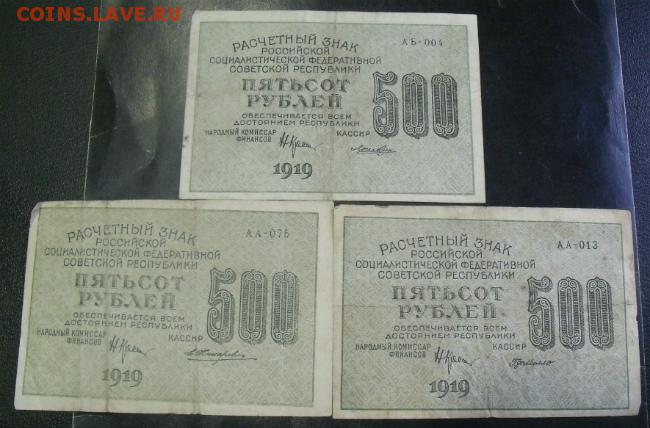 COINS.LAVE.RU
РАСЧЕТНЫЙ ЗНАК
РОССИЙСКОЙ
СОЦИАЛИСТИЧЕСКОЙ ФЕДЕРАТИВНОЙ
СОВЕТСКОЙ РЕСПУБЛИКИ
АБ-004
ПЯТЬСОТ
РУБЛЕЙ
500
ОБЕСПЕЧИВАЕТСЯ ВСЕМ
ДОСТОЯНИЕМ РЕСПУБЛИКИ
НАРОДНЫЙ КОМИССАР
ФИНАНСОВ
КАССИР
1919
РАСЧЕТНЫЙ ЗНАК
РОССИЙСКОЙ
СОЦИАЛИСТИЧЕСКОЙ ФЕДЕРАТИВНОЙ
СОВЕТСКОЙ РЕСПУБЛИКИ
АА-075
ПЯТЬСОТ
РУБЛЕЙ
500
ОБЕСПЕЧИВАЕТСЯ ВСЕМ
ДОСТОЯНИЕМ РЕСПУБЛИКИ
НАРОДНЫЙ КОМИССАР
ФИНАНСОВ
КАССИР
1919
РАСЧЕТНЫЙ ЗНАК
РОССИЙСКОЙ
СОЦИАЛИСТИЧЕСКОЙ ФЕДЕРАТИВНОЙ
СОВЕТСКОЙ РЕСПУБЛИКИ
АА-013
ПЯТЬСОТ
РУБЛЕЙ
500
ОБЕСПЕЧИВАЕТСЯ ВСЕМ
ДОСТОЯНИЕМ РЕСПУБЛИКИ
НАРОДНЫЙ КОМИССАР
ФИНАНСОВ
КАССИР
1919